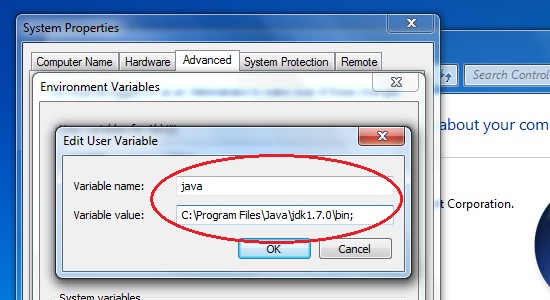 System Properties
Computer Name Hardware Advanced System Protection Remote
Search Control
Environment Variables
about your com
Edit User Variable
Variable name: java
Variable value: C:\Program Files\Java\jdk1.7.0\bin;
t Corporation.
OK Cancel
System variables